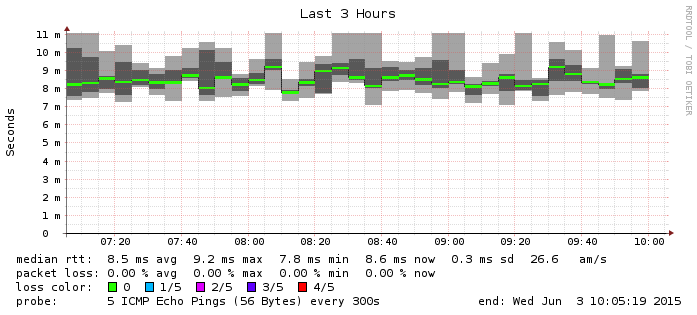 Last 3 Hours
RRDTOOL / TOBI OETIKER
Seconds
11 m
10 m
9 m
8 m
7 m
6 m
5 m
4 m
3 m
2 m
1 m
0
07:20 07:40 08:00 08:20 08:40 09:00 09:20 09:40 10:00
median rtt: 8.5 ms avg 9.2 ms max 7.8 ms min 8.6 ms now 0.3 ms sd 26.6 am/s
packet loss: 0.00 % avg 0.00 % max 0.00 % min 0.00 % now
loss color: 0 1/5 2/5 3/5 4/5
probe: 5 ICMP Echo Pings (56 Bytes) every 300s end: Wed Jun 3 10:05:19 2015